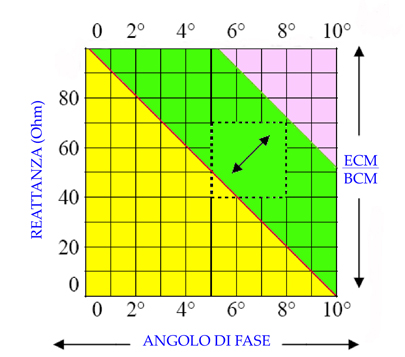 0 2° 4° 6° 8° 10°
80
60
40
20
0
REATTANZA (Ohm)
ECM
BCM
0 2° 4° 6° 8° 10°
ANGOLO DI FASE